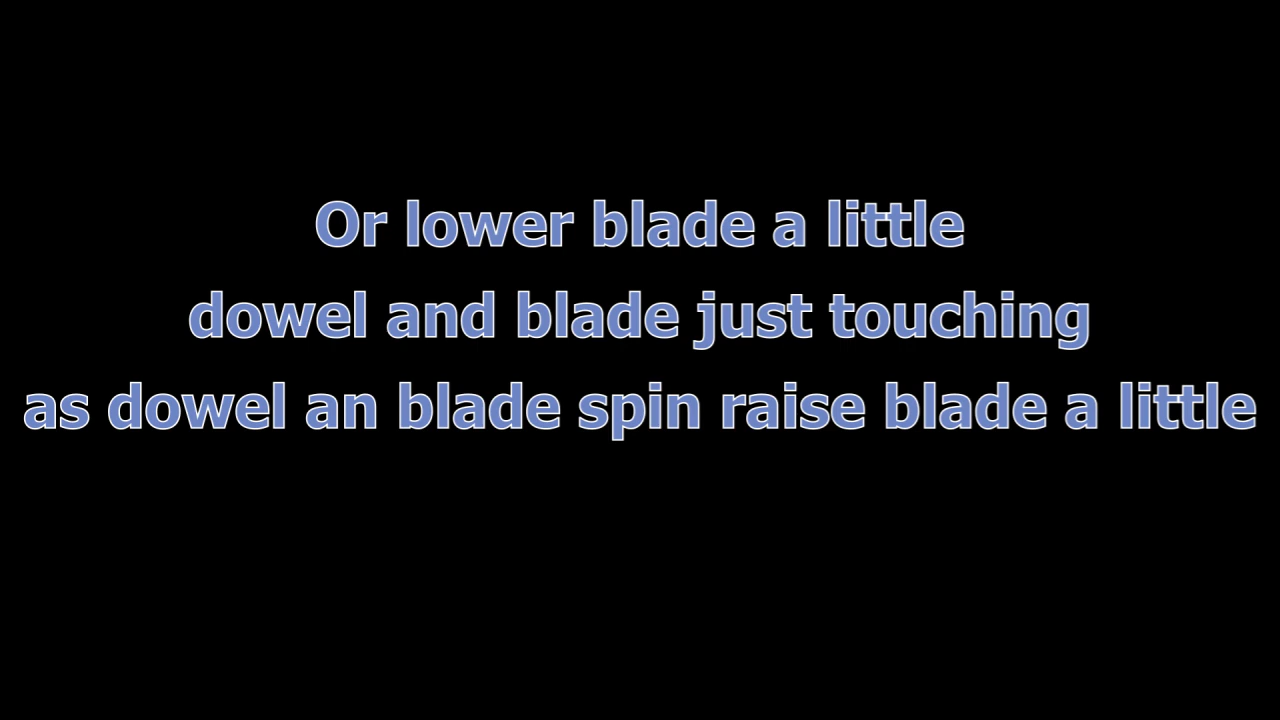 Or lower blade a little
dowel and blade just touching
as dowel an blade spin raise blade a little